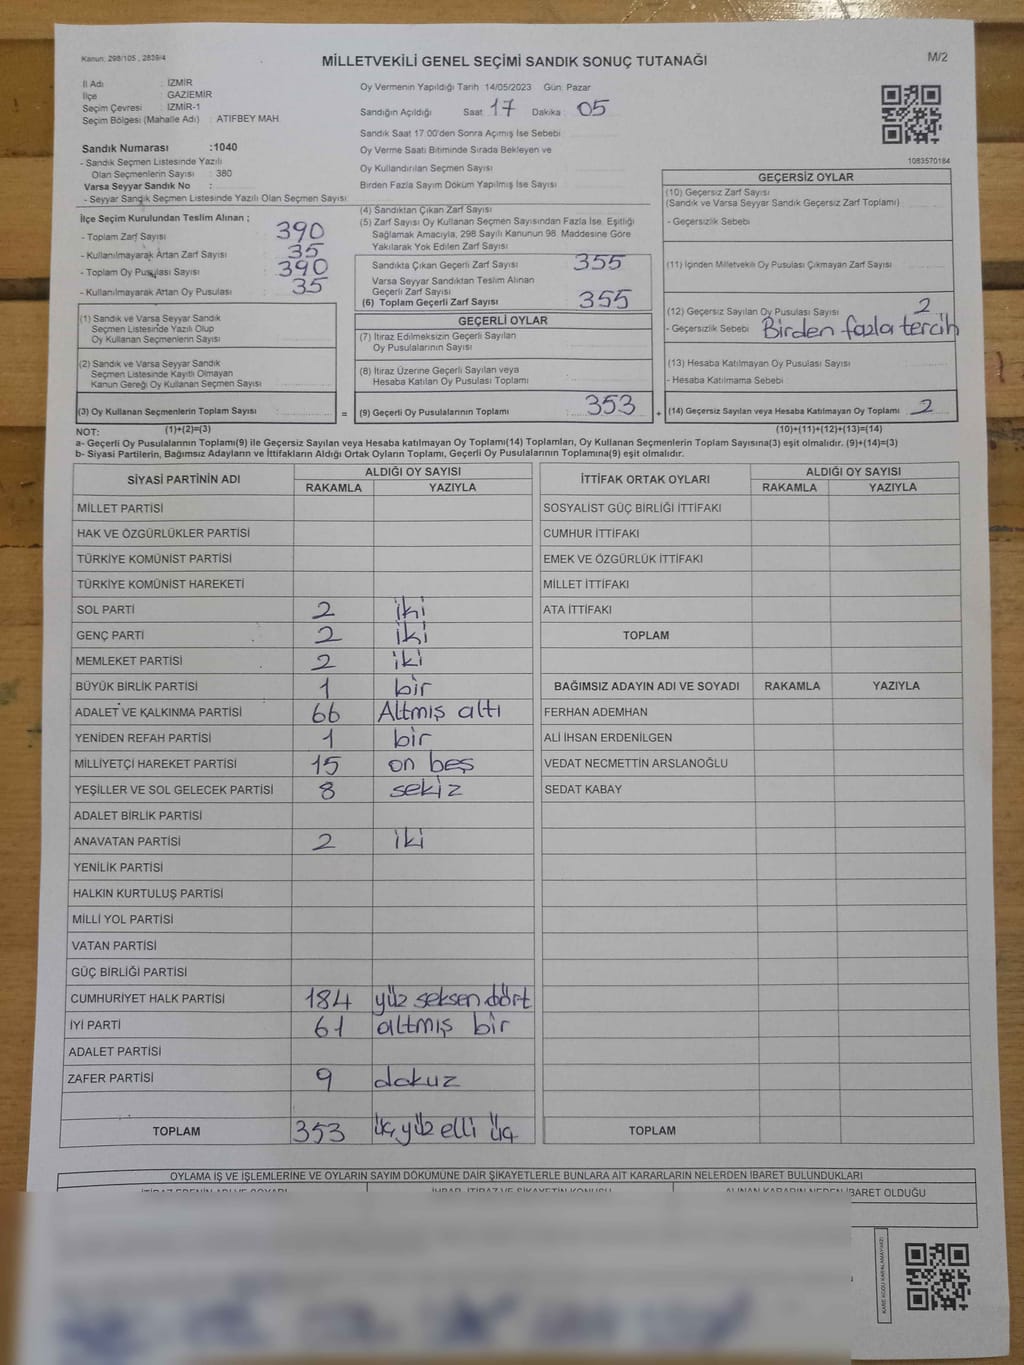 Kanun: 298/105 , 2839/4
MİLLETVEKİLİ GENEL SEÇİMİ SANDIK SONUÇ TUTANAĞI
M/2
İl Adı : İZMİR
İlçe : GAZİEMİR
Seçim Çevresi : İZMİR-1
Seçim Bölgesi (Mahalle Adı) : ATIFBEY MAH.
Sandık Numarası :1040
- Sandık Seçmen Listesinde Yazılı
Olan Seçmenlerin Sayısı : 380
Varsa Seyyar Sandık No :
- Seyyar Sandık Seçmen Listesinde Yazılı Olan Seçmen Sayısı
Oy Vermenin Yapıldığı Tarih 14/05/2023 Gün: Pazar
Sandığın Açıldığı Saat 17 Dakika 05
Sandık Saat 17.00'den Sonra Açımış İse Sebebi
Oy Verme Saati Bitiminde Sırada Bekleyen ve
Oy Kullandırılan Seçmen Sayısı
Birden Fazla Sayım Döküm Yapılmış İse Sayısı
1083570184
İlçe Seçim Kurulundan Teslim Alınan ;
- Toplam Zarf Sayısı : 390
- Kullanılmayarak Artan Zarf Sayısı : 35
- Toplam Oy Pusulası Sayısı : 390
- Kullanılmayarak Artan Oy Pusulası : 35
(4) Sandıktan Çıkan Zarf Sayısı
(5) Zarf Sayısı Oy Kullanan Seçmen Sayısından Fazla İse, Eşitliği
Sağlamak Amacıyla, 298 Sayılı Kanunun 98. Maddesine Göre
Yakılarak Yok Edilen Zarf Sayısı
Sandıkta Çıkan Geçerli Zarf Sayısı 355
Varsa Seyyar Sandıktan Teslim Alınan
Geçerli Zarf Sayısı
(6) Toplam Geçerli Zarf Sayısı 355
GEÇERSİZ OYLAR
(10) Geçersiz Zarf Sayısı
(Sandık ve Varsa Seyyar Sandık Geçersiz Zarf Toplamı)
- Geçersizlik Sebebi
(11) İçinden Milletvekili Oy Pusulası Çıkmayan Zarf Sayısı
(12) Geçersiz Sayılan Oy Pusulası Sayısı 2
- Geçersizlik Sebebi Birden fazla tercih
(13) Hesaba Katılmayan Oy Pusulası Sayısı
- Hesaba Katılmama Sebebi
(14) Geçersiz Sayılan veya Hesaba Katılmayan Oy Toplamı 2
(1) Sandık ve Varsa Seyyar Sandık
Seçmen Listesinde Yazılı Olup
Oy Kullanan Seçmenlerin Sayısı
(2) Sandık ve Varsa Seyyar Sandık
Seçmen Listesinde Kayıtlı Olmayan
Kanun Gereği Oy Kullanan Seçmen Sayısı
(3) Oy Kullanan Seçmenlerin Toplam Sayısı :
GEÇERLİ OYLAR
(7) İtiraz Edilmeksizin Geçerli Sayılan
Oy Pusulalarının Sayısı
(8) İtiraz Üzerine Geçerli Sayılan veya
Hesaba Katılan Oy Pusulası Toplamı
= (9) Geçerli Oy Pusulalarının Toplamı : 353 +
NOT: (1)+(2)=(3)
(10)+(11)+(12)+(13)=(14)
a- Geçerli Oy Pusulalarının Toplamı(9) ile Geçersiz Sayılan veya Hesaba katılmayan Oy Toplamı(14) Toplamları, Oy Kullanan Seçmenlerin Toplam Sayısına(3) eşit olmalıdır. (9)+(14)=(3)
b- Siyasi Partilerin, Bağımsız Adayların ve İttifakların Aldığı Ortak Oyların Toplamı, Geçerli Oy Pusulalarının Toplamına(9) eşit olmalıdır.
SİYASİ PARTİNİN ADI ALDIĞI OY SAYISI
RAKAMLA YAZIYLA
MİLLET PARTİSİ
HAK VE ÖZGÜRLÜKLER PARTİSİ
TÜRKİYE KOMÜNİST PARTİSİ
TÜRKİYE KOMÜNİST HAREKETİ
SOL PARTİ 2 iki
GENÇ PARTİ 2 iki
MEMLEKET PARTİSİ 2 iki
BÜYÜK BİRLİK PARTİSİ 1 bir
ADALET VE KALKINMA PARTİSİ 66 Altmış altı
YENİDEN REFAH PARTİSİ 1 bir
MİLLİYETÇİ HAREKET PARTİSİ 15 on beş
YEŞİLLER VE SOL GELECEK PARTİSİ 8 sekiz
ADALET BİRLİK PARTİSİ
ANAVATAN PARTİSİ 2 iki
YENİLİK PARTİSİ
HALKIN KURTULUŞ PARTİSİ
MİLLİ YOL PARTİSİ
VATAN PARTİSİ
GÜÇ BİRLİĞİ PARTİSİ
CUMHURİYET HALK PARTİSİ 184 yüz seksen dört
İYİ PARTİ 61 altmış bir
ADALET PARTİSİ
ZAFER PARTİSİ 9 dokuz
TOPLAM 353 üç yüz elli üç
İTTİFAK ORTAK OYLARI ALDIĞI OY SAYISI
RAKAMLA YAZIYLA
SOSYALİST GÜÇ BİRLİĞİ İTTİFAKI
CUMHUR İTTİFAKI
EMEK VE ÖZGÜRLÜK İTTİFAKI
MİLLET İTTİFAKI
ATA İTTİFAKI
TOPLAM
BAĞIMSIZ ADAYIN ADI VE SOYADI RAKAMLA YAZIYLA
FERHAN ADEMHAN
ALİ İHSAN ERDENİLGEN
VEDAT NECMETTİN ARSLANOĞLU
SEDAT KABAY
TOPLAM
OYLAMA İŞ VE İŞLEMLERİNE VE OYLARIN SAYIM DÖKÜMÜNE DAİR ŞİKAYETLERLE BUNLARA AİT KARARLARIN NELERDEN İBARET BULUNDUKLARI
İBARET OLDUĞU
KARE KODU KARALAMAYINIZ!